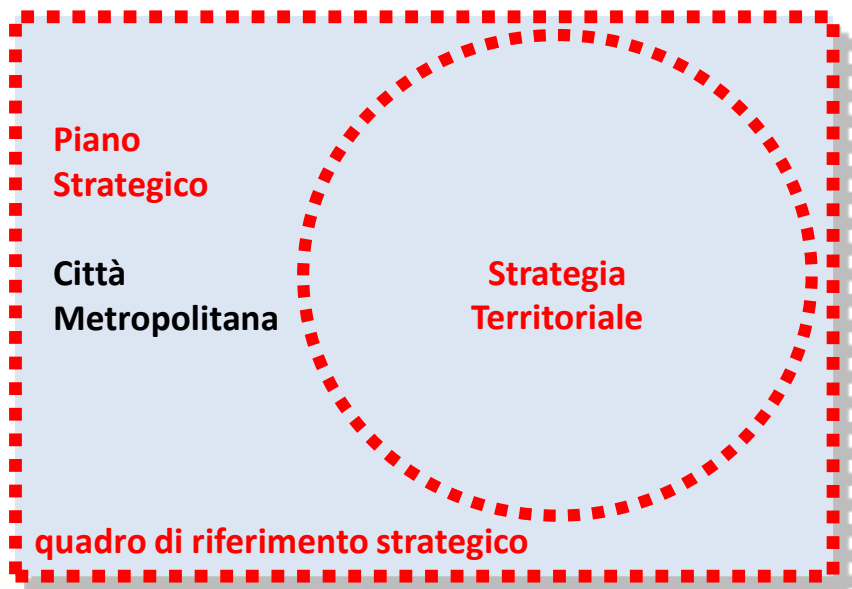 Piano
Strategico
Città
Metropolitana
Strategia
Territoriale
quadro di riferimento strategico